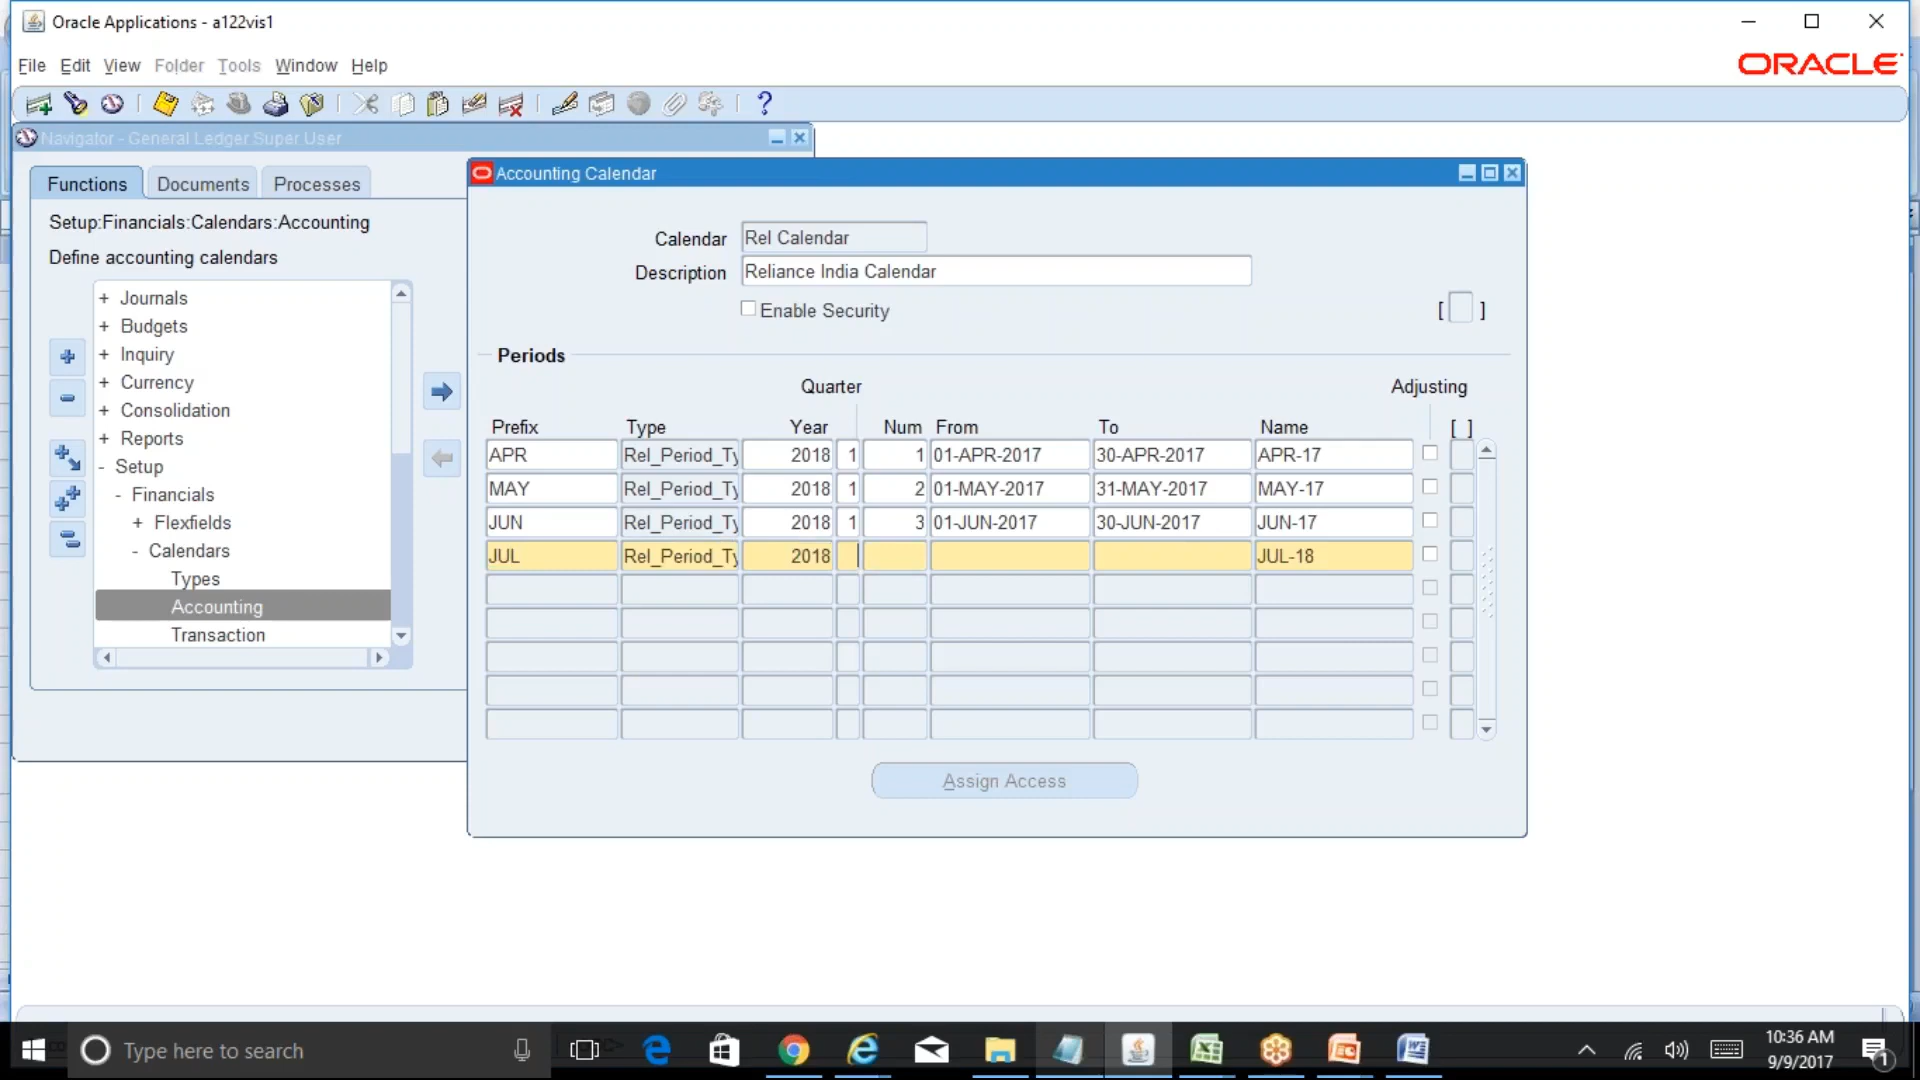 Oracle Applications - a122vis1
File Edit View Folder Tools Window Help
ORACLE
Navigator - General Ledger Super User
Functions Documents Processes
Setup:Financials:Calendars:Accounting
Define accounting calendars
+ Journals
+ Budgets
+ Inquiry
+ Currency
+ Consolidation
+ Reports
- Setup
- Financials
+ Flexfields
- Calendars
Types
Accounting
Transaction
Accounting Calendar
Calendar Rel Calendar
Description Reliance India Calendar
Enable Security [ ]
Periods
Quarter Adjusting
Prefix Type Year Num From To Name [ ]
APR Rel_Period_Ty 2018 1 1 01-APR-2017 30-APR-2017 APR-17
MAY Rel_Period_Ty 2018 1 2 01-MAY-2017 31-MAY-2017 MAY-17
JUN Rel_Period_Ty 2018 1 3 01-JUN-2017 30-JUN-2017 JUN-17
JUL Rel_Period_Ty 2018 JUL-18
Assign Access
Type here to search
10:36 AM
9/9/2017
1